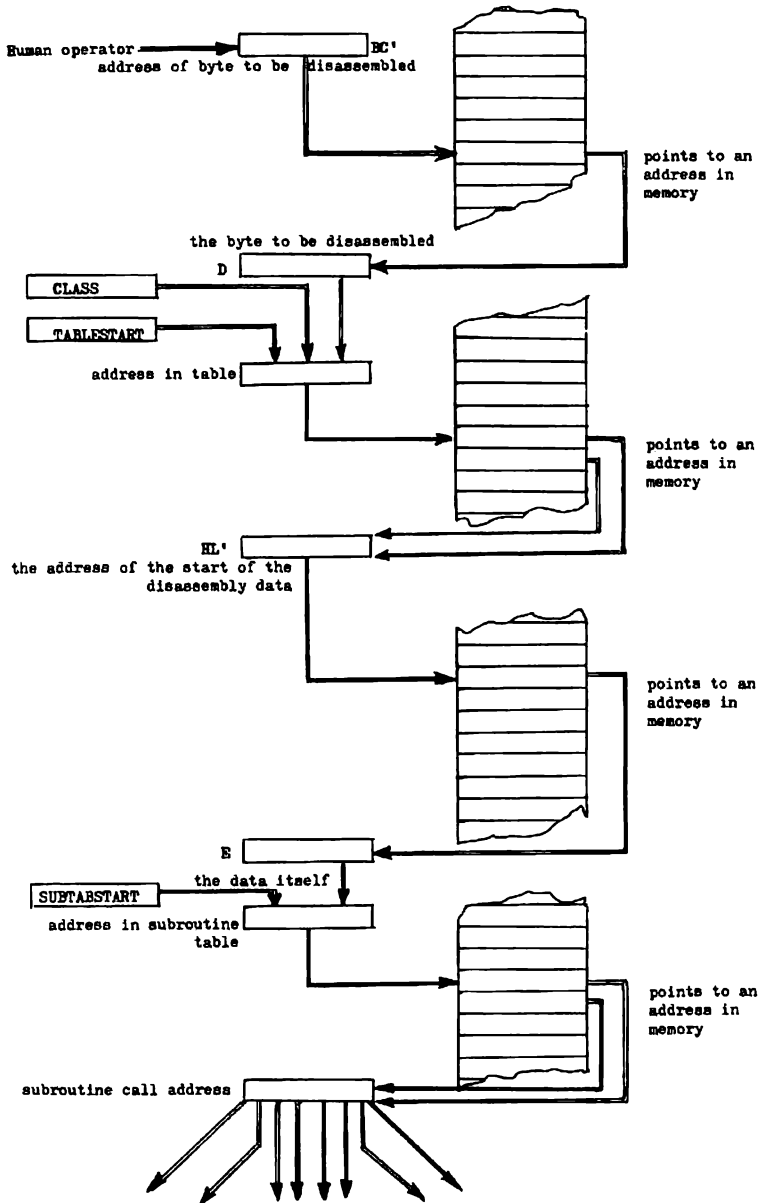 Human operator
BC'
address of byte to be disassembled
points to an
address in
memory
the byte to be disassembled
D
CLASS
TABLESTART
address in table
points to an
address in
memory
HL'
the address of the start of the
disassembly data
points to an
address in
memory
E
the data itself
SUBTABSTART
address in subroutine
table
points to an
address in
memory
subroutine call address